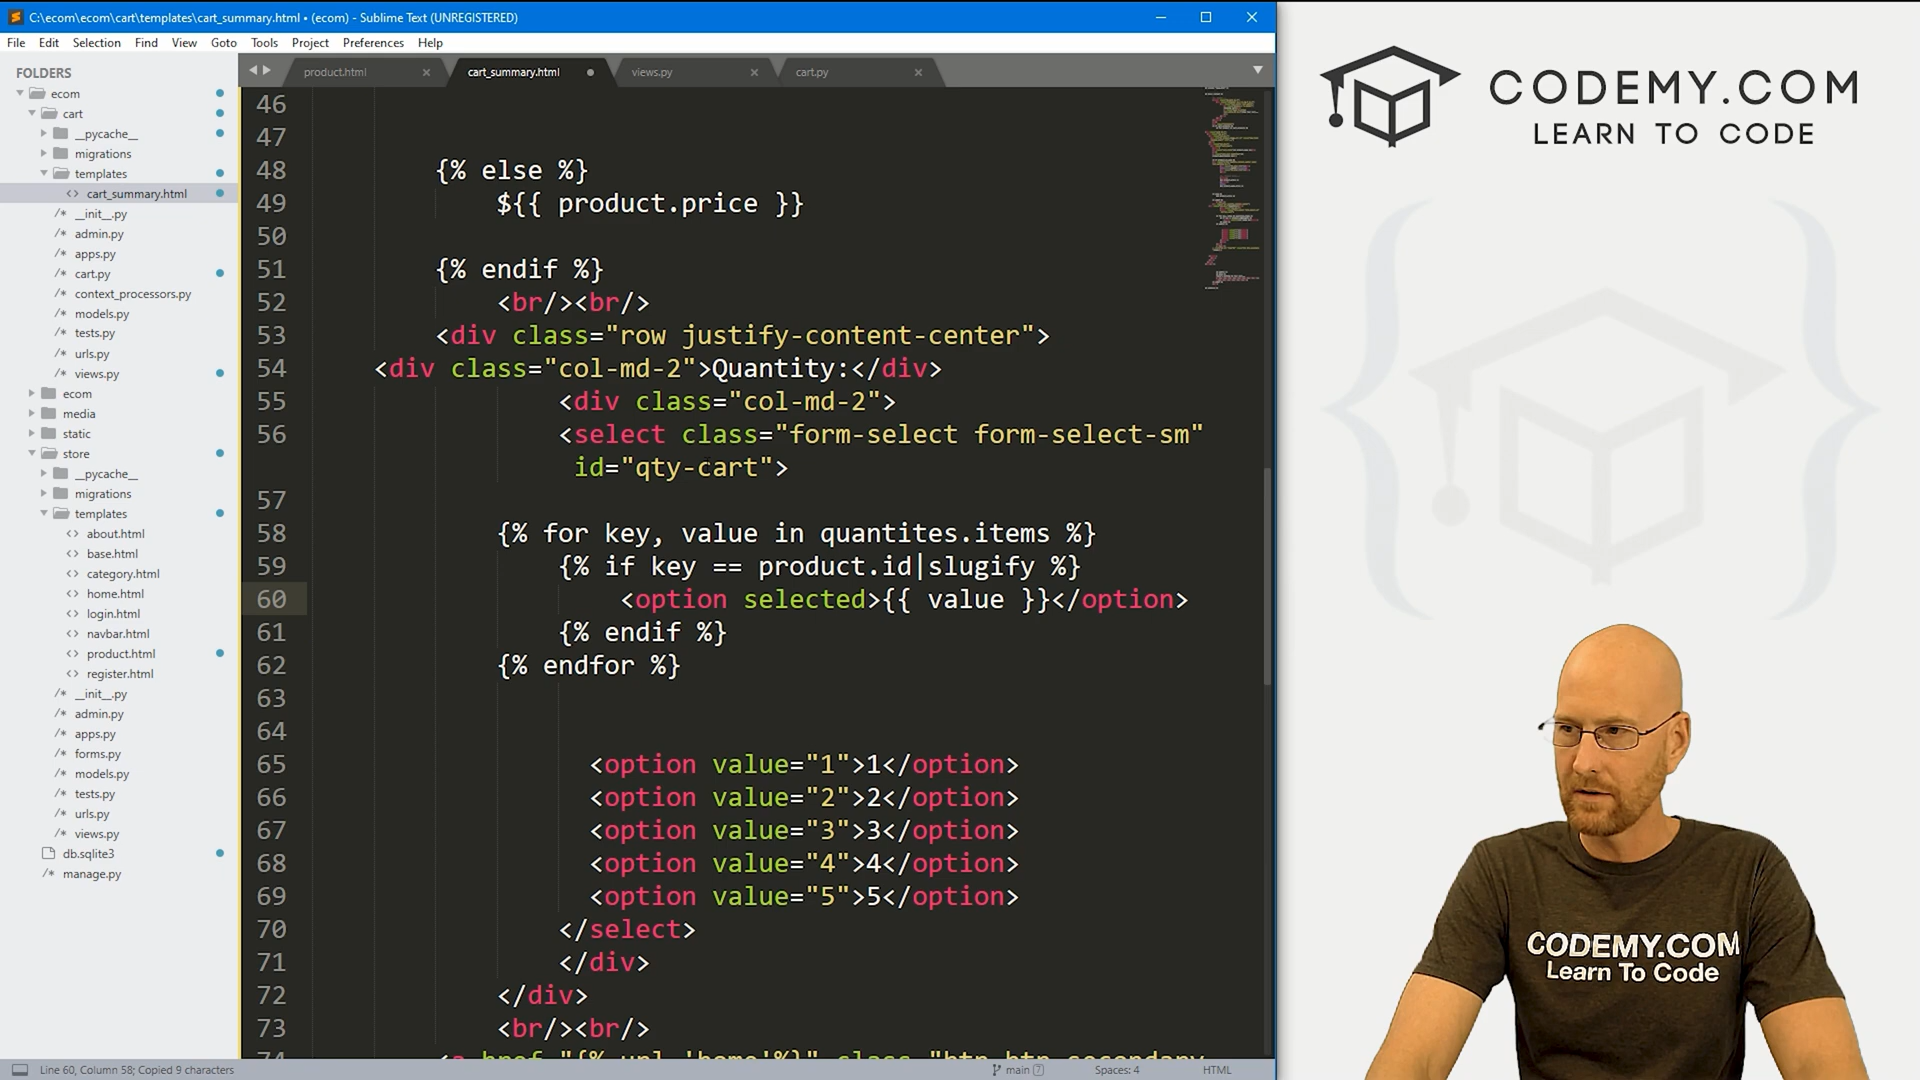 C:\ecom\ecom\cart\templates\cart_summary.html • (ecom) - Sublime Text (UNREGISTERED)
File Edit Selection Find View Goto Tools Project Preferences Help
FOLDERS
ecom
cart
__pycache__
migrations
templates
<> cart_summary.html
/* __init__.py
/* admin.py
/* apps.py
/* cart.py
/* context_processors.py
/* models.py
/* tests.py
/* urls.py
/* views.py
ecom
media
static
store
__pycache__
migrations
templates
<> about.html
<> base.html
<> category.html
<> home.html
<> login.html
<> navbar.html
<> product.html
<> register.html
/* __init__.py
/* admin.py
/* apps.py
/* forms.py
/* models.py
/* tests.py
/* urls.py
/* views.py
db.sqlite3
/* manage.py
product.html cart_summary.html views.py cart.py
46
47
48 {% else %}
49 ${{ product.price }}
50
51 {% endif %}
52 <br/><br/>
53 <div class="row justify-content-center">
54 <div class="col-md-2">Quantity:</div>
55 <div class="col-md-2">
56 <select class="form-select form-select-sm"
id="qty-cart">
57
58 {% for key, value in quantites.items %}
59 {% if key == product.id|slugify %}
60 <option selected>{{ value }}</option>
61 {% endif %}
62 {% endfor %}
63
64
65 <option value="1">1</option>
66 <option value="2">2</option>
67 <option value="3">3</option>
68 <option value="4">4</option>
69 <option value="5">5</option>
70 </select>
71 </div>
72 </div>
73 <br/><br/>
74 <a href="{% url 'home'%}" class="btn btn-secondary
Line 60, Column 58; Copied 9 characters
main 7
Spaces: 4
HTML
CODEMY.COM
LEARN TO CODE
CODEMY.COM
Learn To Code